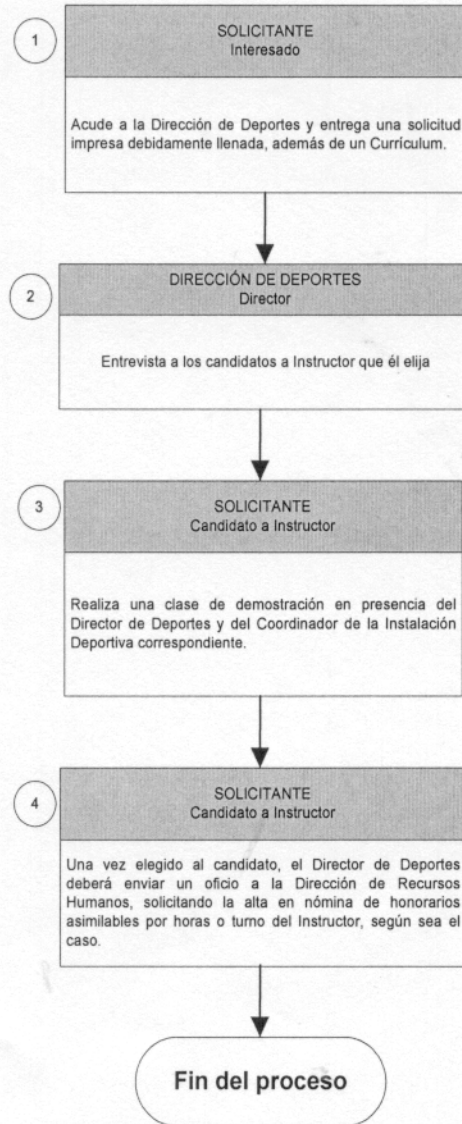 1
SOLICITANTE
Interesado
Acude a la Dirección de Deportes y entrega una solicitud
impresa debidamente llenada, además de un Currículum.
2
DIRECCIÓN DE DEPORTES
Director
Entrevista a los candidatos a Instructor que él elija
3
SOLICITANTE
Candidato a Instructor
Realiza una clase de demostración en presencia del
Director de Deportes y del Coordinador de la Instalación
Deportiva correspondiente.
4
SOLICITANTE
Candidato a Instructor
Una vez elegido al candidato, el Director de Deportes
deberá enviar un oficio a la Dirección de Recursos
Humanos, solicitando la alta en nómina de honorarios
asimilables por horas o turno del Instructor, según sea el
caso.
Fin del proceso